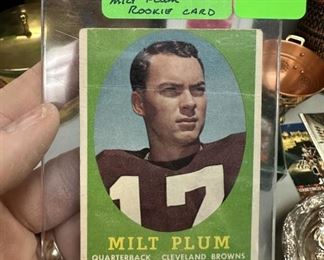 MILT PLUM
ROOKIE CARD
17
MILT PLUM
QUARTERBACK CLEVELAND BROWNS